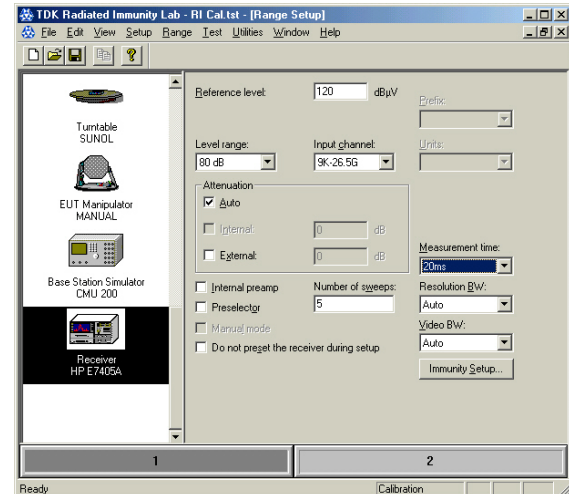 TDK Radiated Immunity Lab - RI Cal.tst - [Range Setup]
File Edit View Setup Range Test Utilities Window Help
Turntable
SUNOL
EUT Manipulator
MANUAL
Base Station Simulator
CMU 200
Receiver
HP E7405A
Reference level: 120 dBµV
Prefix:
Level range: Input channel: Units:
80 dB 9K-26.5G
Attenuation
Auto
Internal: 0 dB
External: 0 dB
Measurement time:
20ms
Internal preamp Number of sweeps: Resolution BW:
Preselector 5 Auto
Manual mode Video BW:
Do not preset the receiver during setup Auto
Immunity Setup...
1 2
Ready Calibration